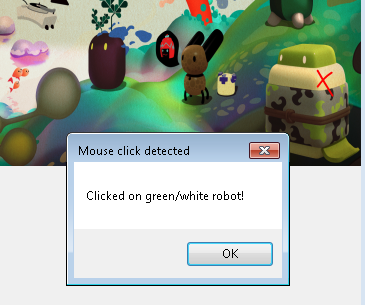 Mouse click detected
Clicked on green/white robot!
OK